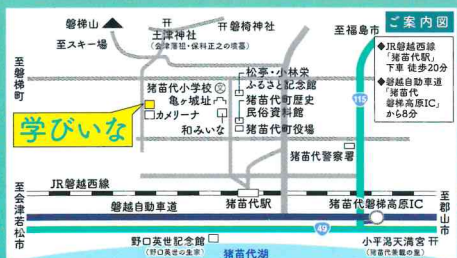 ご案内図
◆JR磐越西線
「猪苗代駅」
下車 徒歩20分
◆磐越自動車道
「猪苗代
磐梯高原IC」
から8分
磐梯山
至スキー場
土津神社
(会津藩祖・保科正之の墳墓)
磐椅神社
至福島市
至磐梯町
猪苗代小学校
文
亀ヶ城址
カメリーナ
学びいな
和みいな
松亭・小林栄
ふるさと記念館
猪苗代町歴史
民俗資料館
猪苗代町役場
115
猪苗代警察署
JR磐越西線
磐越自動車道
猪苗代駅
猪苗代磐梯高原IC
至会津若松市
至郡山市
49
野口英世記念館
(野口英世の生家)
猪苗代湖
小平潟天満宮
(猪苗代兼載の里)